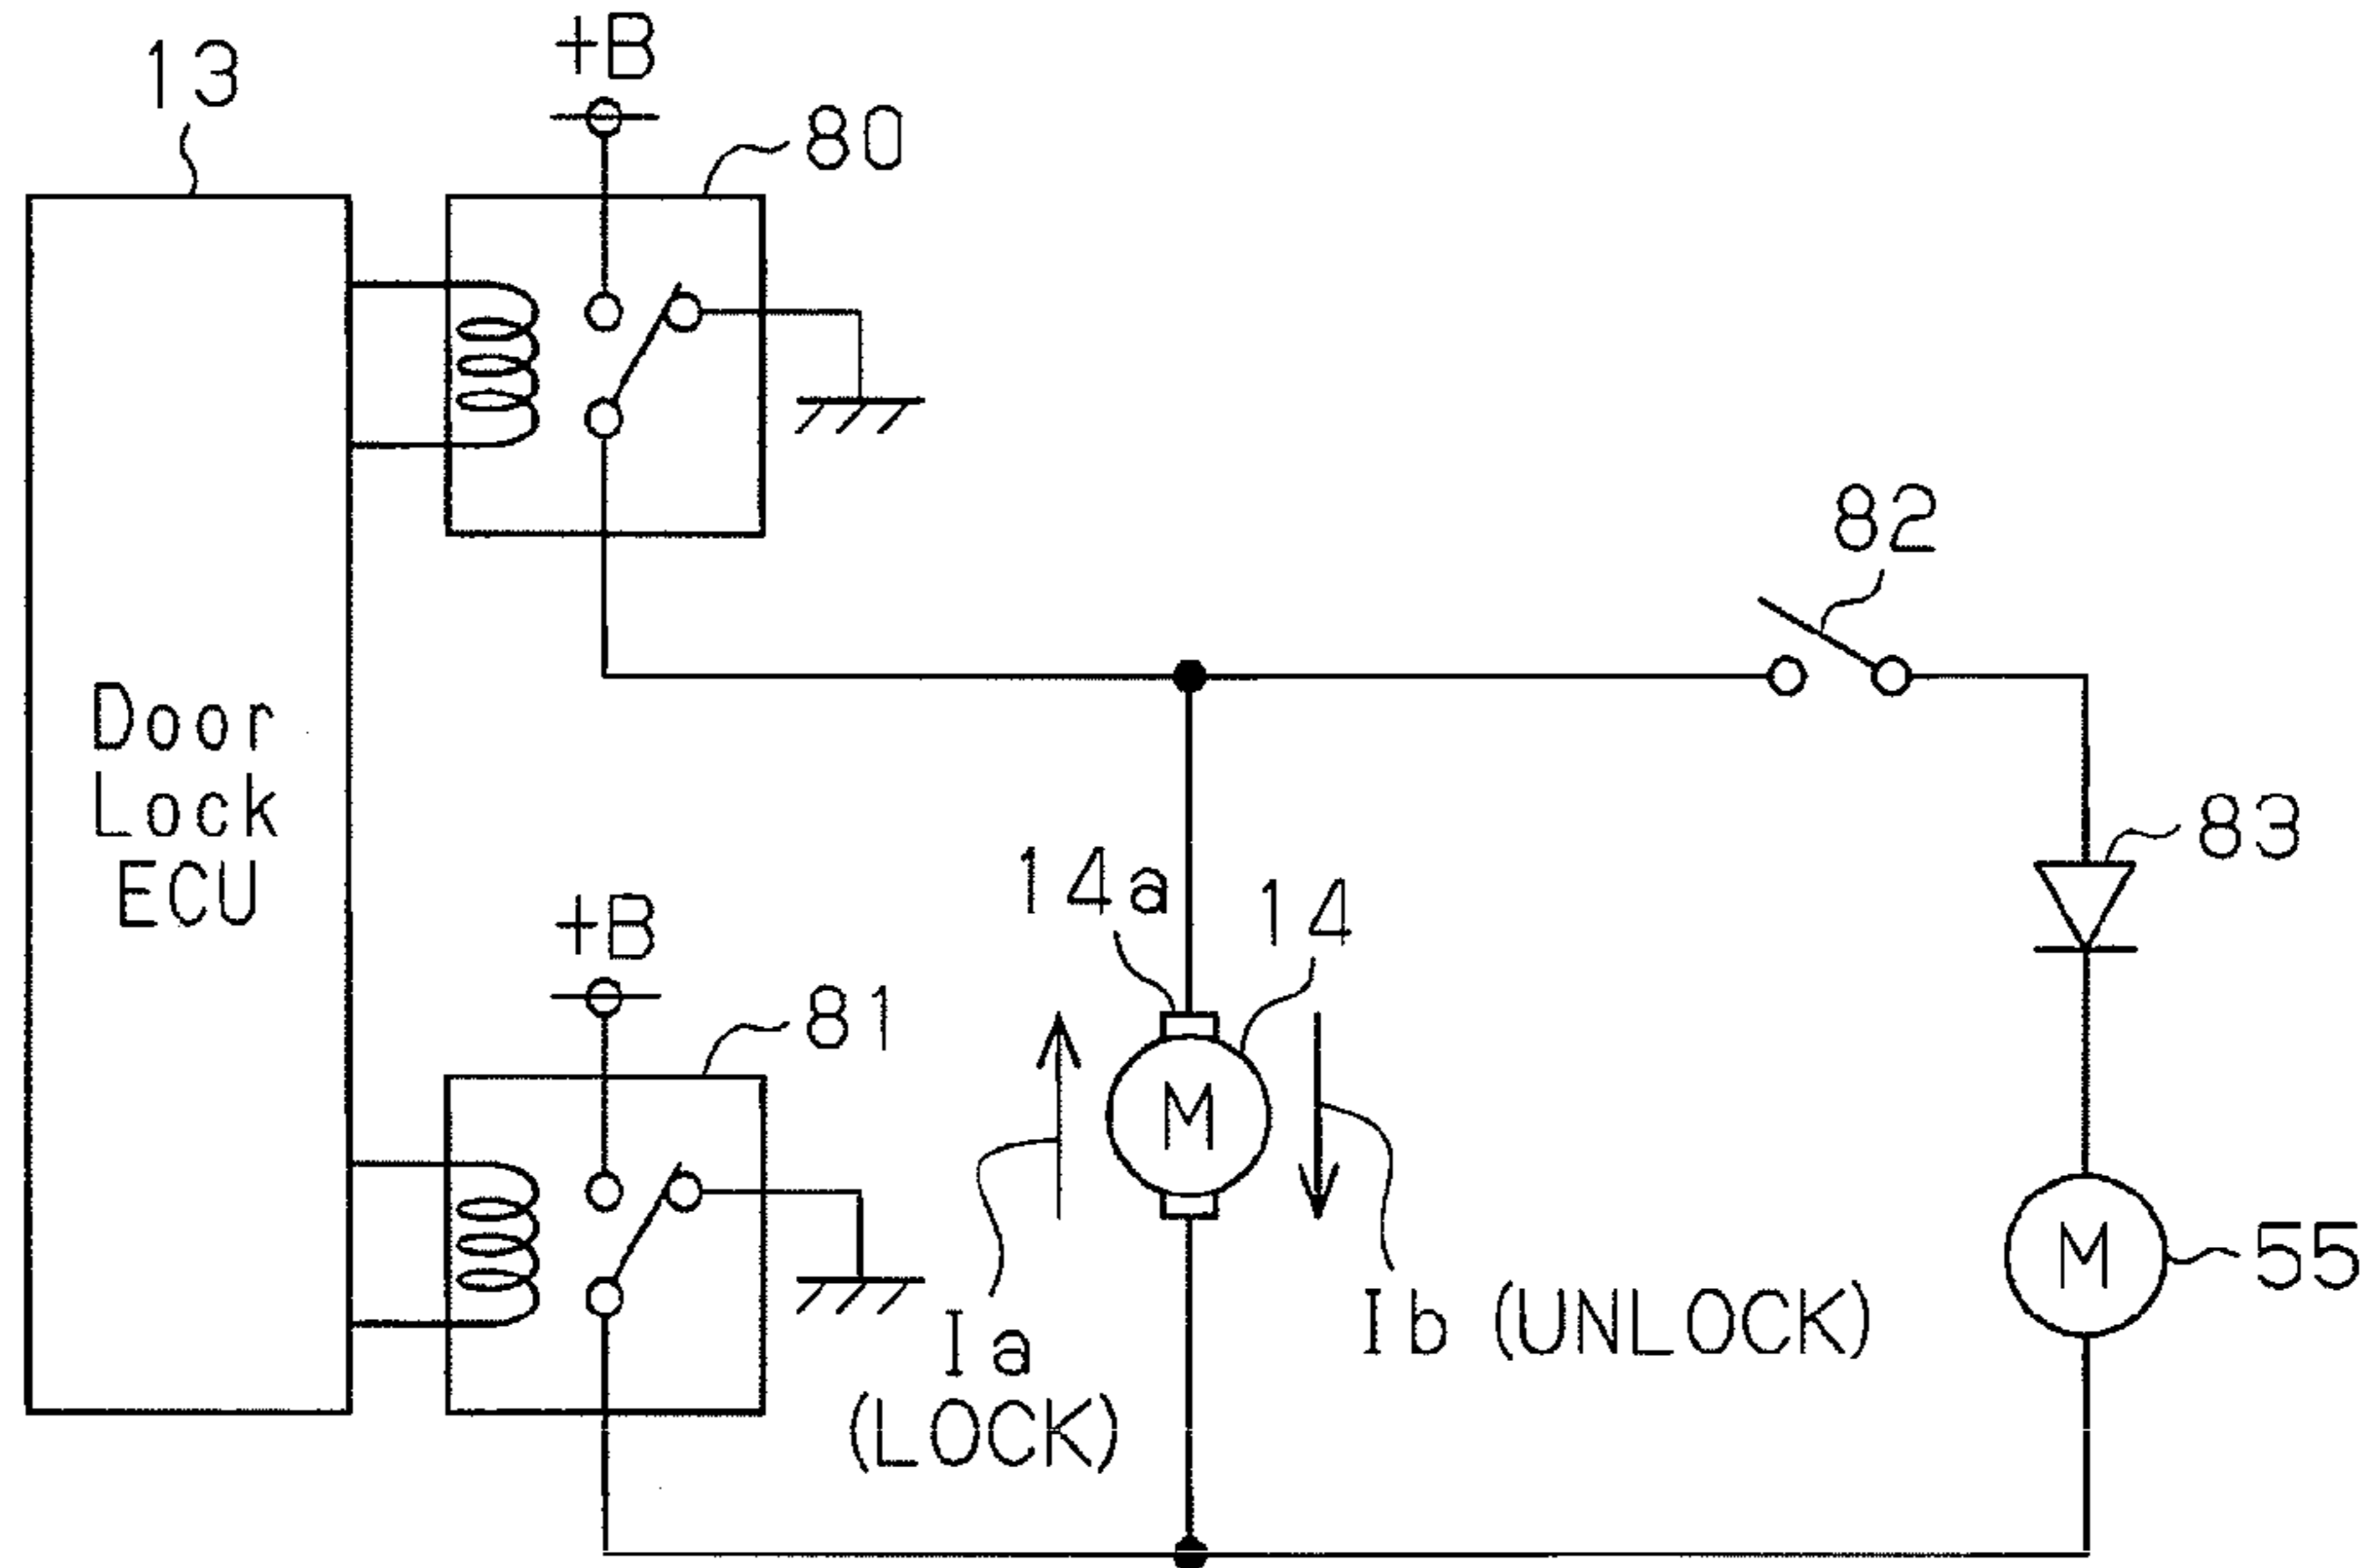 13
+B
80
82
Door
Lock
ECU
83
14a
14
+B
81
M
M
55
Ia
(LOCK)
Ib (UNLOCK)